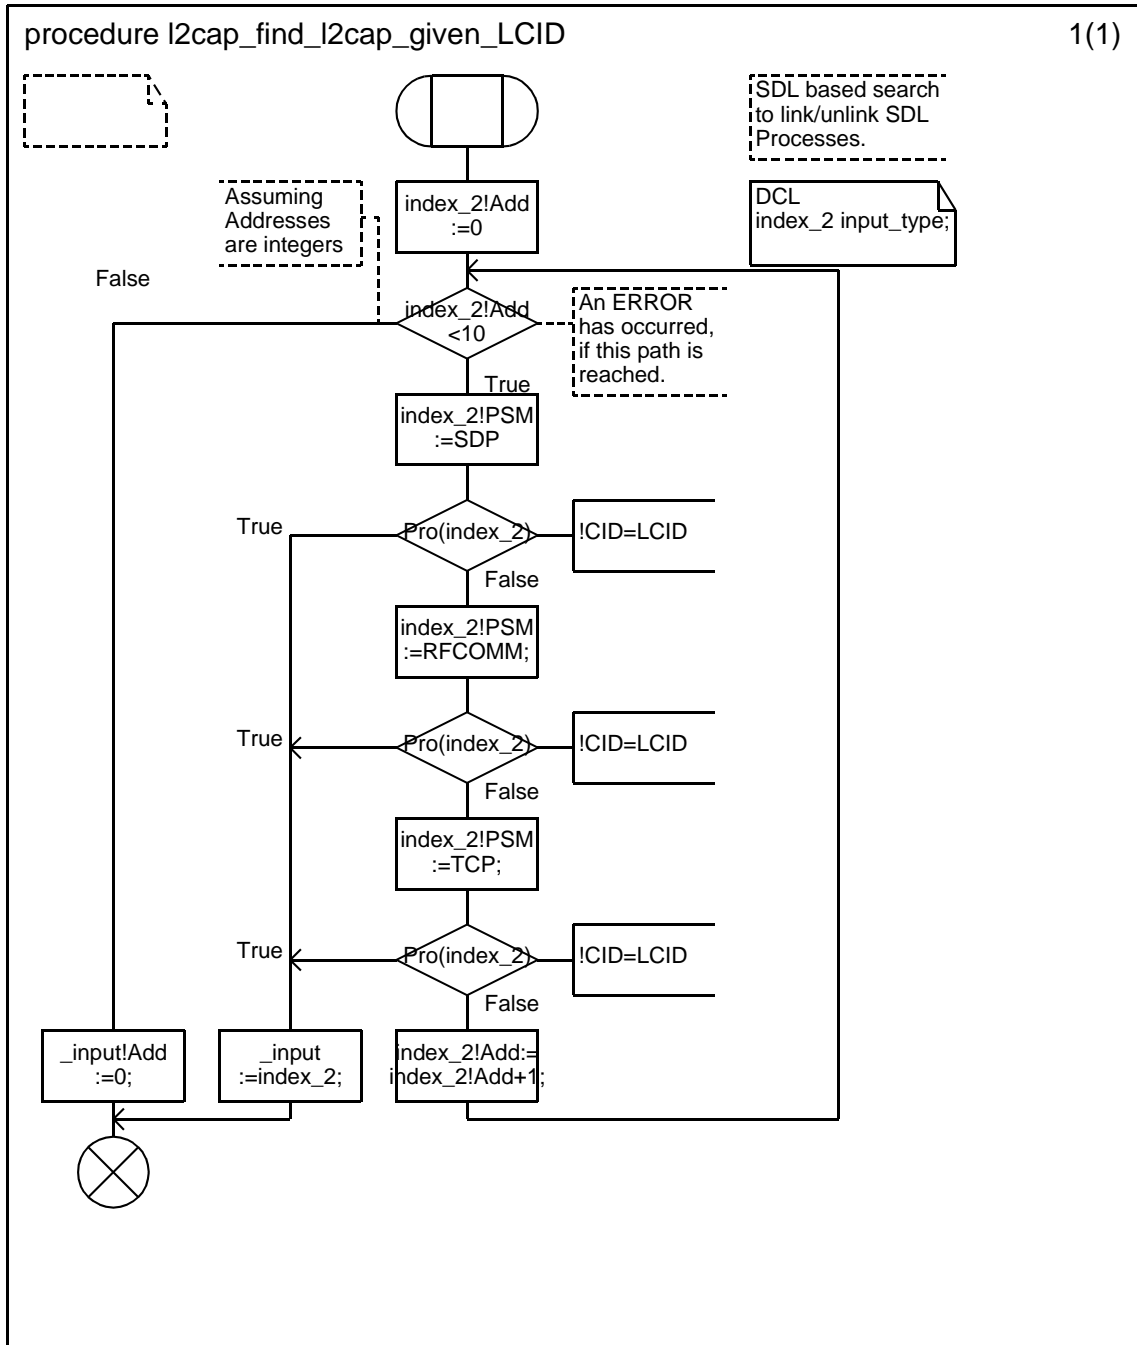 procedure l2cap_find_l2cap_given_LCID
1(1)
SDL based search
to link/unlink SDL
Processes.
Assuming
Addresses
are integers
index_2!Add
:=0
DCL
index_2 input_type;
False
index_2!Add
<10
An ERROR
has occurred,
if this path is
reached.
True
index_2!PSM
:=SDP
True
Pro(index_2)
!CID=LCID
False
index_2!PSM
:=RFCOMM;
True
Pro(index_2)
!CID=LCID
False
index_2!PSM
:=TCP;
True
Pro(index_2)
!CID=LCID
False
_input!Add
:=0;
_input
:=index_2;
index_2!Add:=
index_2!Add+1;